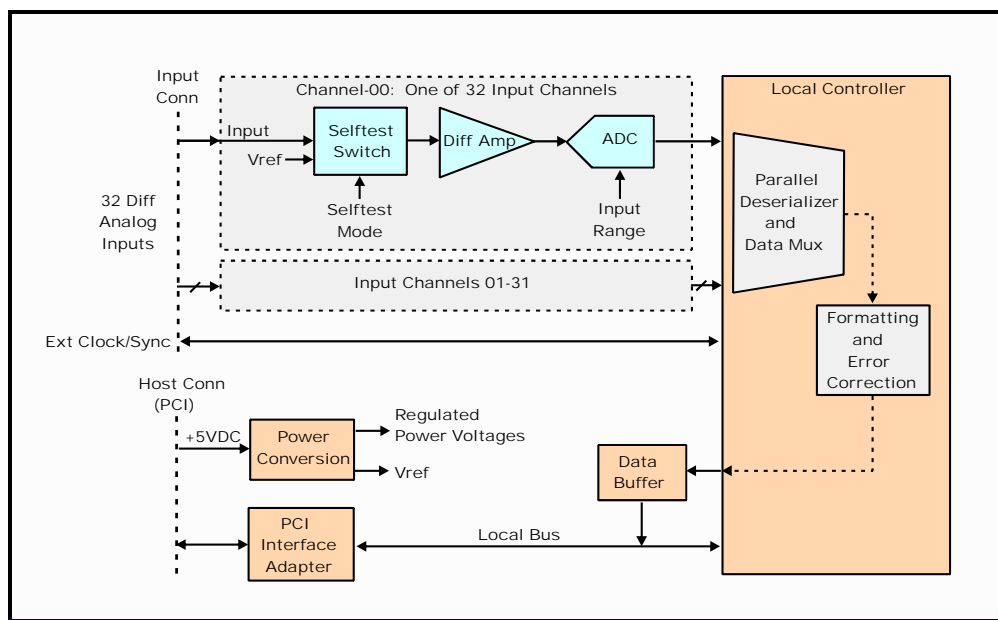 Input
Conn
Channel-00:  One of 32 Input Channels
Input
Vref
Selftest
Switch
Diff Amp
ADC
Selftest
Mode
Input
Range
32 Diff
Analog
Inputs
Input Channels 01-31
Ext Clock/Sync
Local Controller
Parallel
Deserializer
and
Data Mux
Formatting
and
Error
Correction
Host Conn
(PCI)
+5VDC
Power
Conversion
Regulated
Power Voltages
Vref
Data
Buffer
PCI
Interface
Adapter
Local Bus